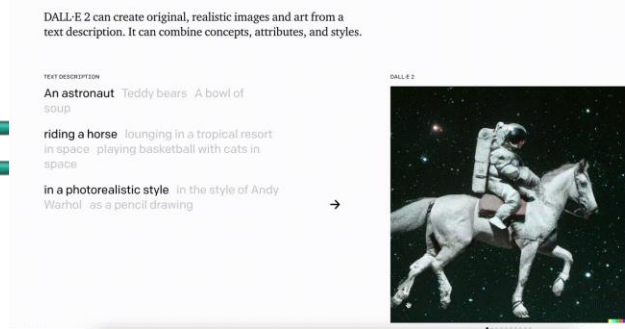 DALL·E 2 can create original, realistic images and art from a
text description. It can combine concepts, attributes, and styles.
TEXT DESCRIPTION
An astronaut Teddy bears A bowl of
soup
riding a horse lounging in a tropical resort
in space playing basketball with cats in
space
in a photorealistic style in the style of Andy
Warhol as a pencil drawing
DALL·E 2